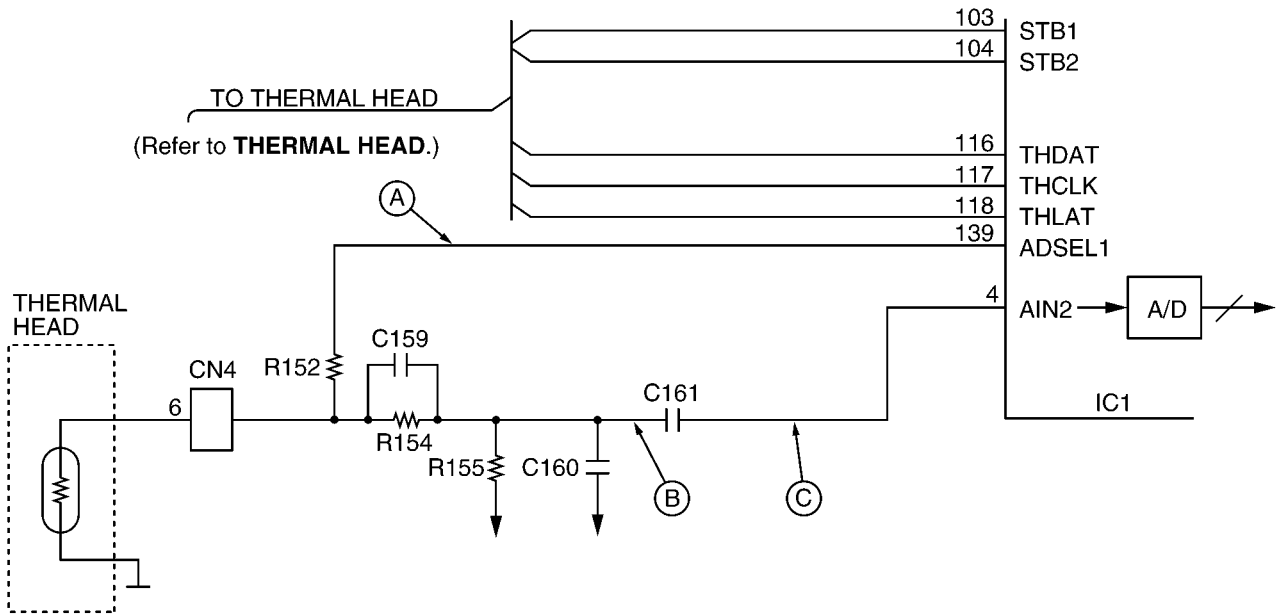 103 STB1
104 STB2
TO THERMAL HEAD
(Refer to THERMAL HEAD.)
116 THDAT
117 THCLK
118 THLAT
A
139 ADSEL1
4 AIN2 A/D
THERMAL
HEAD
C159
R152
CN4
C161
IC1
6
R154
R155 C160
B C